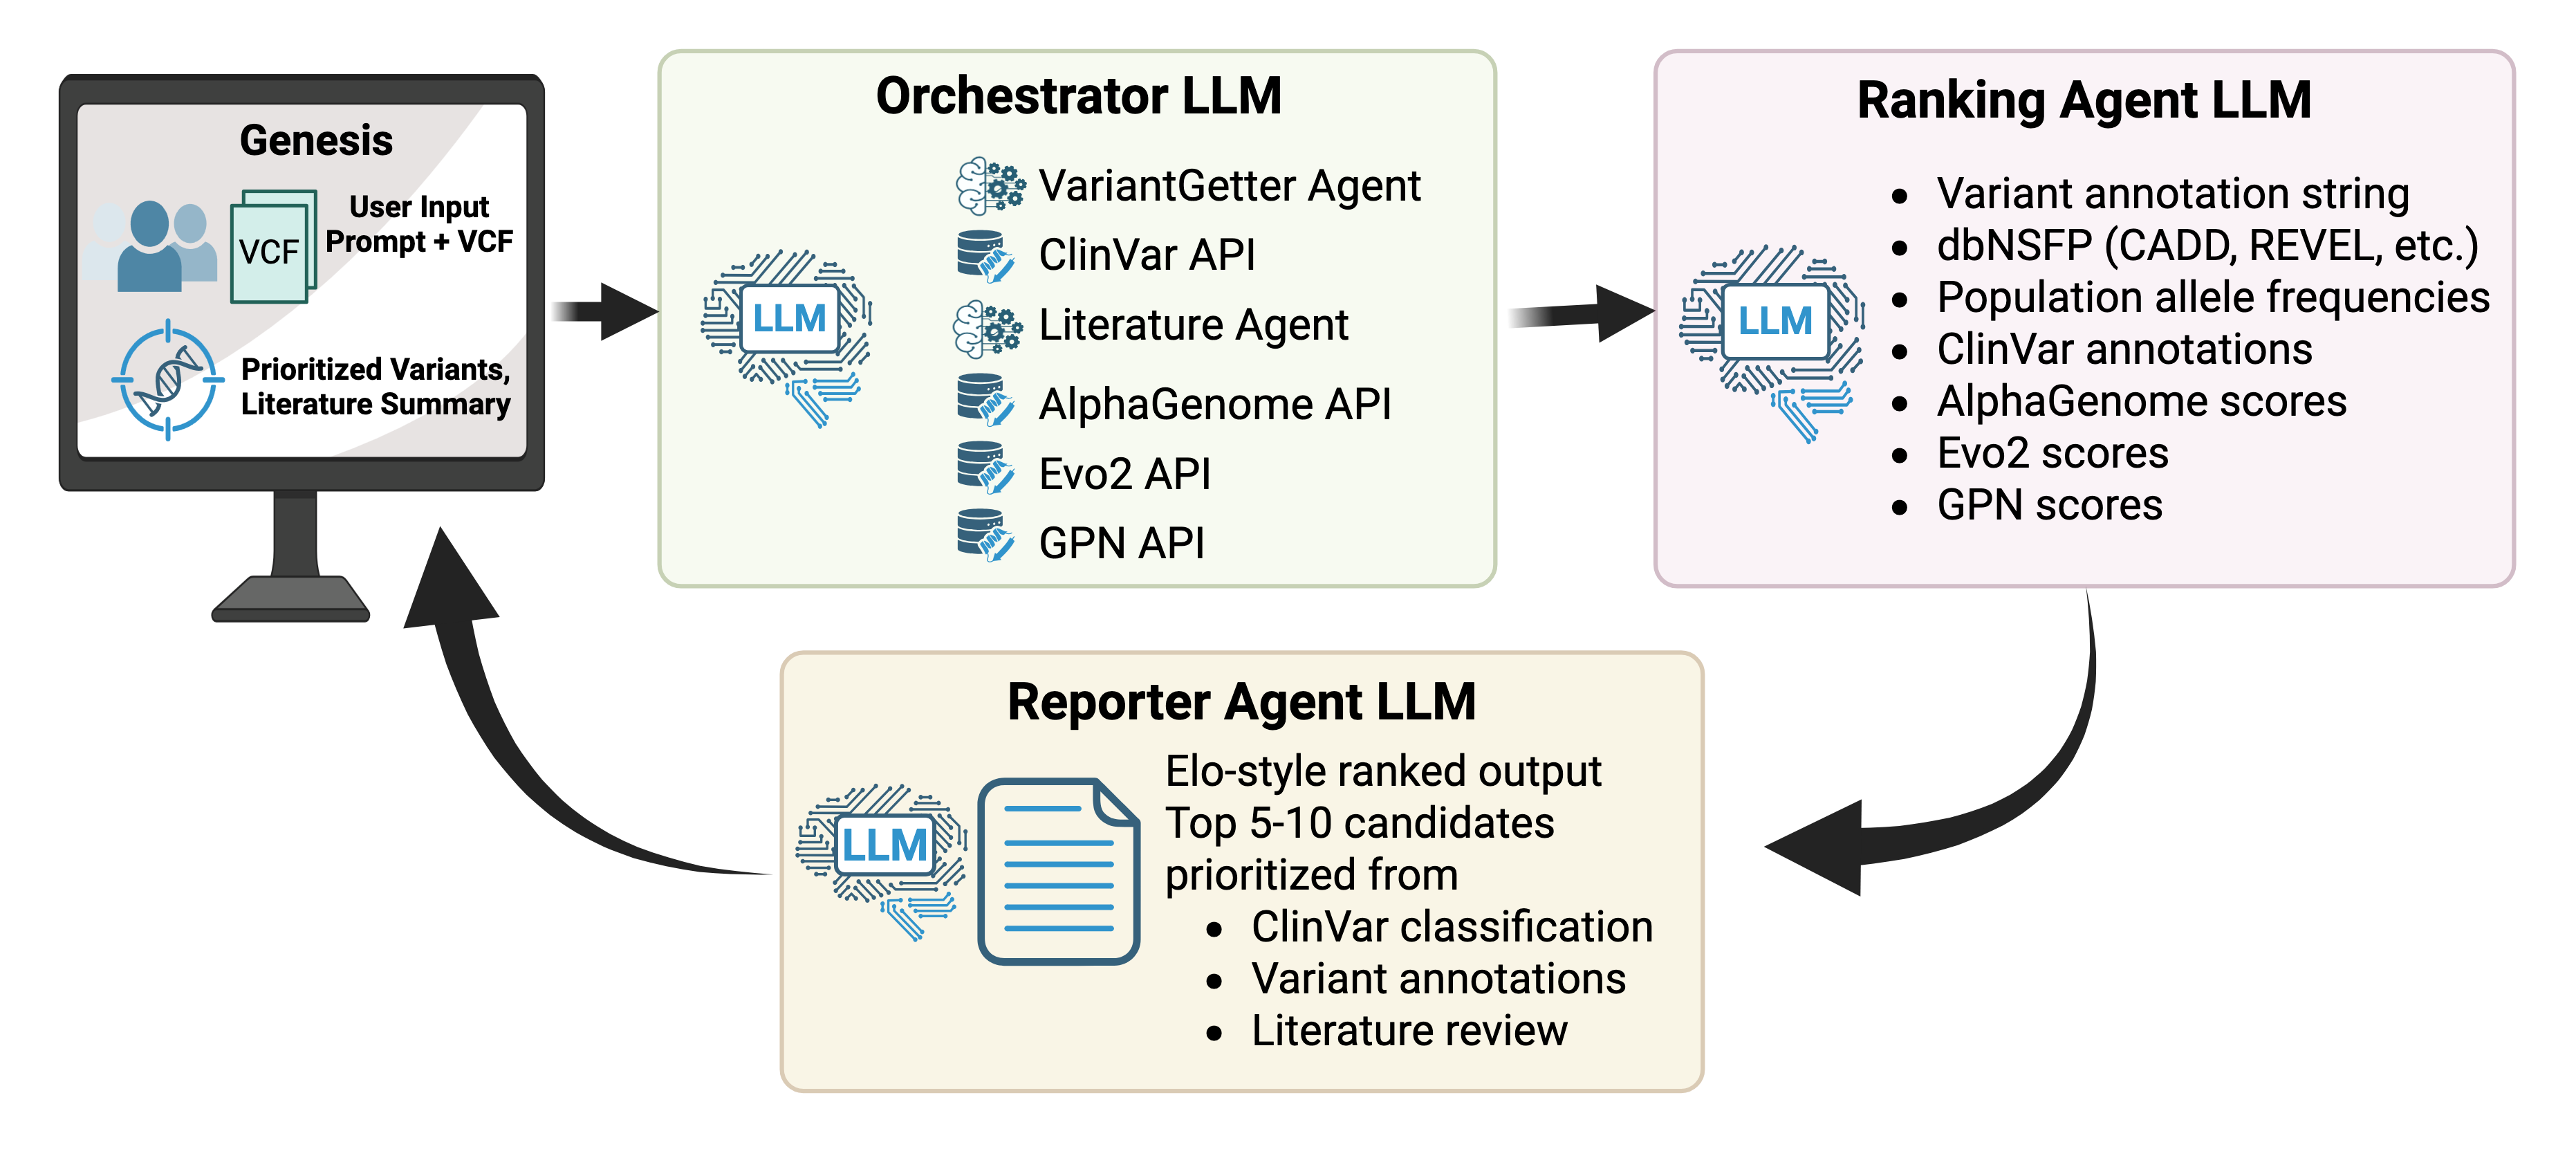 Genesis
VCF
User Input
Prompt + VCF
Prioritized Variants,
Literature Summary
Orchestrator LLM
LLM
VariantGetter Agent
ClinVar API
Literature Agent
AlphaGenome API
Evo2 API
GPN API
Ranking Agent LLM
LLM
• Variant annotation string
• dbNSFP (CADD, REVEL, etc.)
• Population allele frequencies
• ClinVar annotations
• AlphaGenome scores
• Evo2 scores
• GPN scores
Reporter Agent LLM
LLM
Elo-style ranked output
Top 5-10 candidates
prioritized from
• ClinVar classification
• Variant annotations
• Literature review